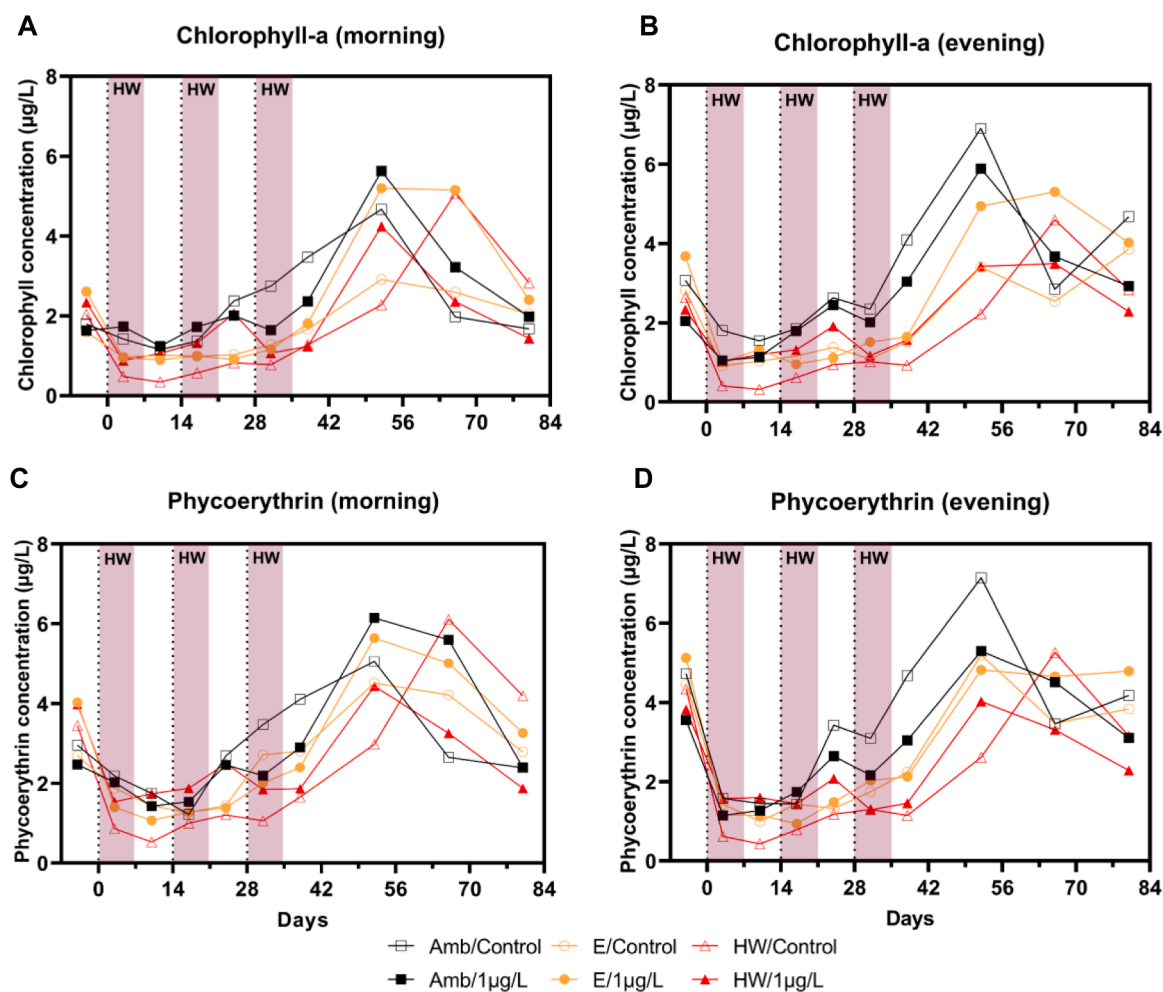 A
Chlorophyll-a (morning)
Chlorophyll concentration (µg/L)
8
6
4
2
0
HW
HW
HW
0 14 28 42 56 70 84
B
Chlorophyll-a (evening)
Chlorophyll concentration (µg/L)
8
6
4
2
0
HW
HW
HW
0 14 28 42 56 70 84
C
Phycoerythrin (morning)
Phycoerythrin concentration (µg/L)
8
6
4
2
0
HW
HW
HW
0 14 28 42 56 70 84
Days
D
Phycoerythrin (evening)
Phycoerythrin concentration (µg/L)
8
6
4
2
0
HW
HW
HW
0 14 28 42 56 70 84
Days
Amb/Control E/Control HW/Control
Amb/1µg/L E/1µg/L HW/1µg/L